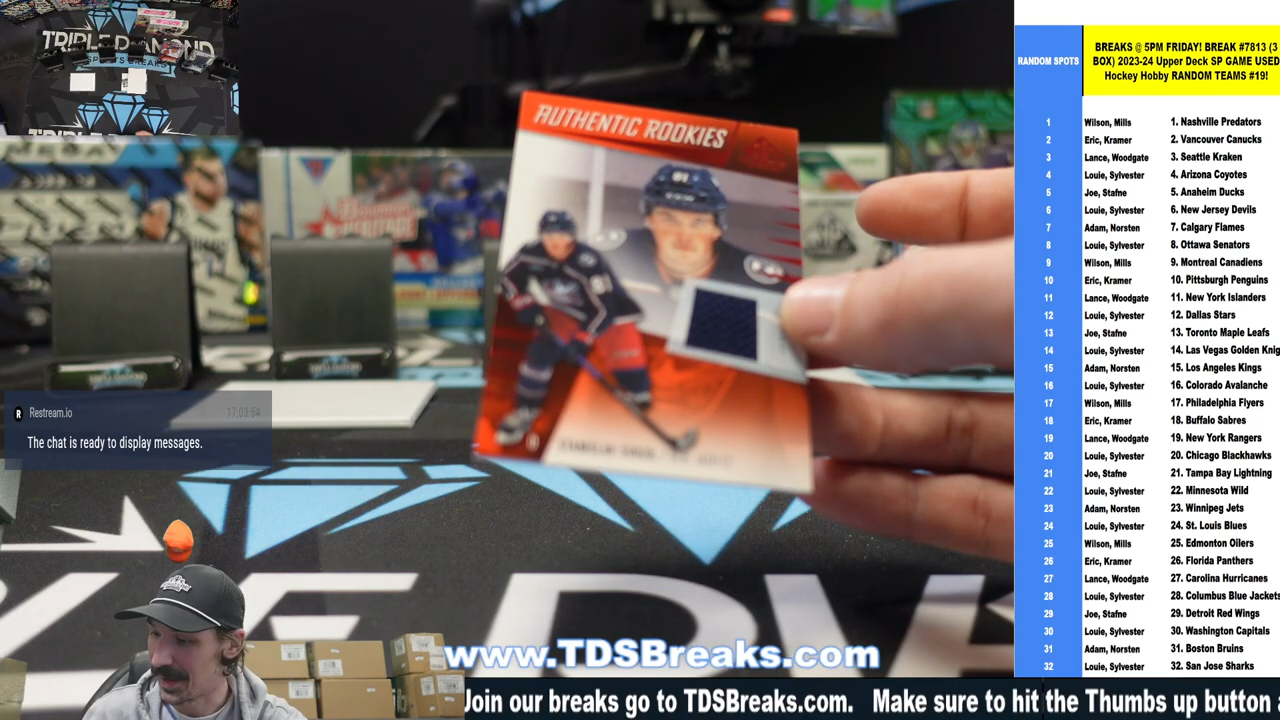 TRIPLE DIAMOND
SPORTS BREAKS
AUTHENTIC ROOKIES
91
Restream.io
17:03:54
The chat is ready to display messages.
www.TDSBreaks.com
Join our breaks go to TDSBreaks.com. Make sure to hit the Thumbs up button
RANDOM SPOTS
BREAKS @ 5PM FRIDAY! BREAK #7813 (3
BOX) 2023-24 Upper Deck SP GAME USED
Hockey Hobby RANDOM TEAMS #19!
1 Wilson, Mills 1. Nashville Predators
2 Eric, Kramer 2. Vancouver Canucks
3 Lance, Woodgate 3. Seattle Kraken
4 Louie, Sylvester 4. Arizona Coyotes
5 Joe, Stafne 5. Anaheim Ducks
6 Louie, Sylvester 6. New Jersey Devils
7 Adam, Norsten 7. Calgary Flames
8 Louie, Sylvester 8. Ottawa Senators
9 Wilson, Mills 9. Montreal Canadiens
10 Eric, Kramer 10. Pittsburgh Penguins
11 Lance, Woodgate 11. New York Islanders
12 Louie, Sylvester 12. Dallas Stars
13 Joe, Stafne 13. Toronto Maple Leafs
14 Louie, Sylvester 14. Las Vegas Golden Knig
15 Adam, Norsten 15. Los Angeles Kings
16 Louie, Sylvester 16. Colorado Avalanche
17 Wilson, Mills 17. Philadelphia Flyers
18 Eric, Kramer 18. Buffalo Sabres
19 Lance, Woodgate 19. New York Rangers
20 Louie, Sylvester 20. Chicago Blackhawks
21 Joe, Stafne 21. Tampa Bay Lightning
22 Louie, Sylvester 22. Minnesota Wild
23 Adam, Norsten 23. Winnipeg Jets
24 Louie, Sylvester 24. St. Louis Blues
25 Wilson, Mills 25. Edmonton Oilers
26 Eric, Kramer 26. Florida Panthers
27 Lance, Woodgate 27. Carolina Hurricanes
28 Louie, Sylvester 28. Columbus Blue Jackets
29 Joe, Stafne 29. Detroit Red Wings
30 Louie, Sylvester 30. Washington Capitals
31 Adam, Norsten 31. Boston Bruins
32 Louie, Sylvester 32. San Jose Sharks